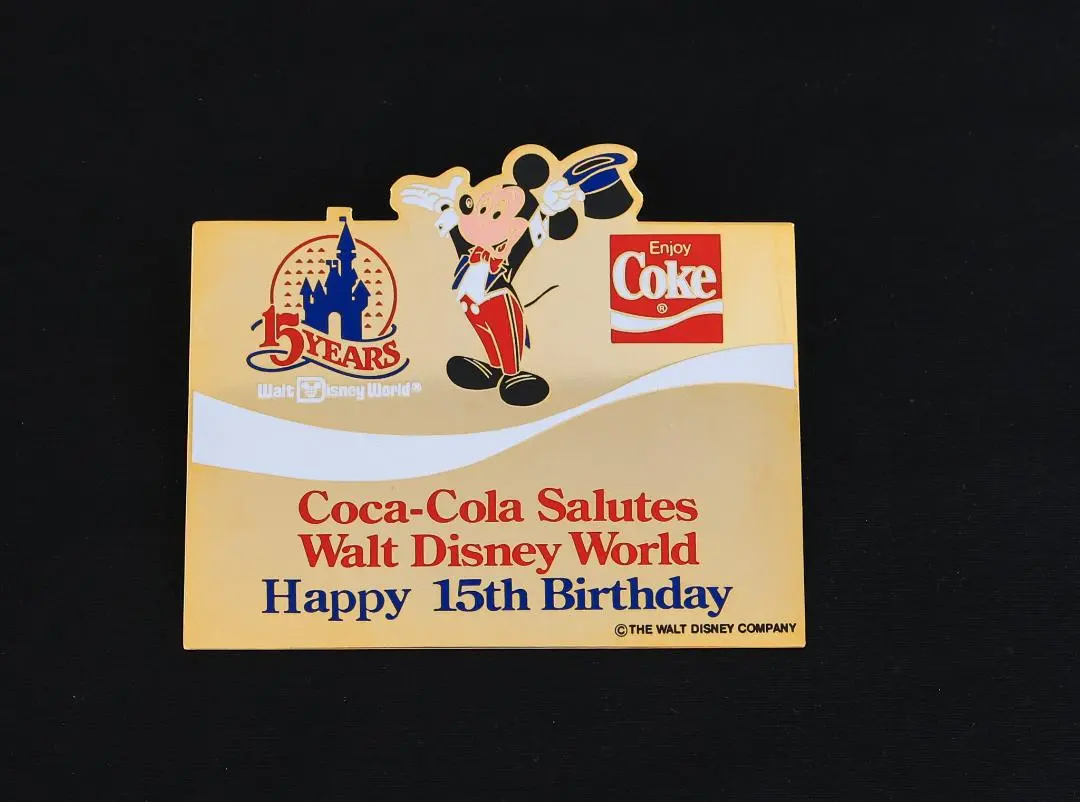 15 YEARS
Walt Disney World®
Enjoy
Coke
®
Coca-Cola Salutes
Walt Disney World
Happy 15th Birthday
©THE WALT DISNEY COMPANY